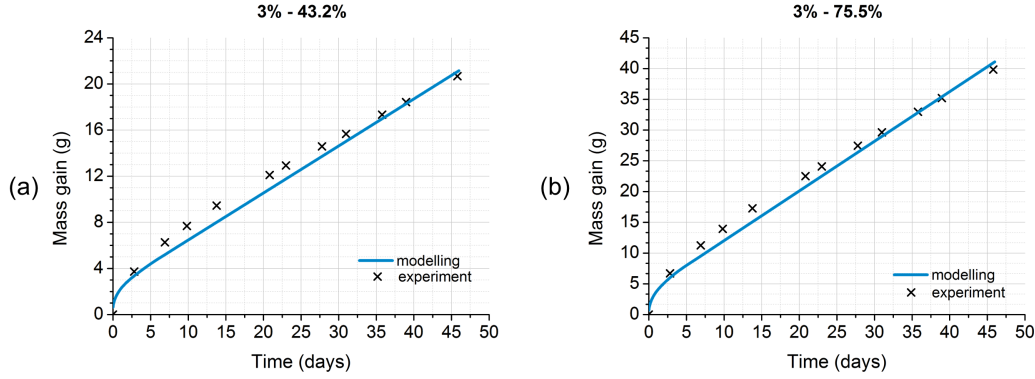 3% - 43.2%
24
20
16
12
8
4
0
Mass gain (g)
(a)
modelling
experiment
0 5 10 15 20 25 30 35 40 45 50
Time (days)
3% - 75.5%
45
40
35
30
25
20
15
10
5
0
Mass gain (g)
(b)
modelling
experiment
0 5 10 15 20 25 30 35 40 45 50
Time (days)